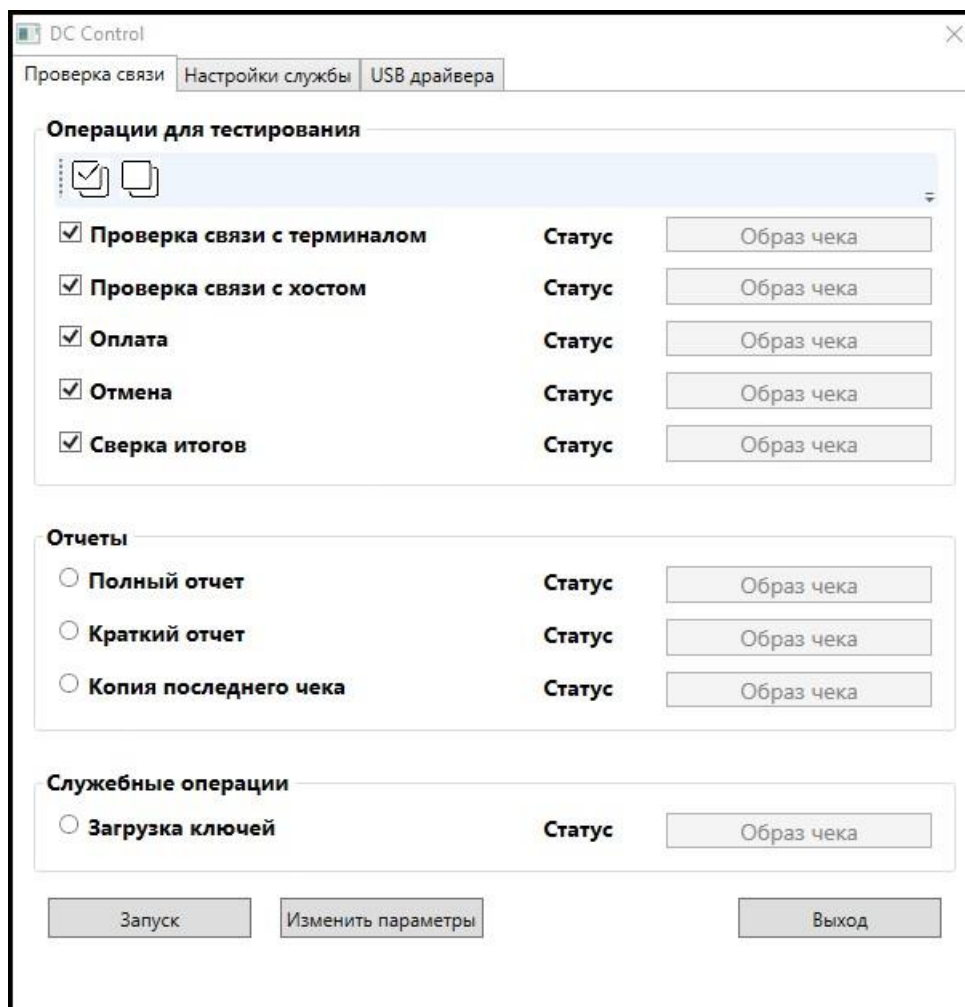 DC Control
Проверка связи Настройки службы USB драйвера
Операции для тестирования
Проверка связи с терминалом Статус Образ чека
Проверка связи с хостом Статус Образ чека
Оплата Статус Образ чека
Отмена Статус Образ чека
Сверка итогов Статус Образ чека
Отчеты
Полный отчет Статус Образ чека
Краткий отчет Статус Образ чека
Копия последнего чека Статус Образ чека
Служебные операции
Загрузка ключей Статус Образ чека
Запуск Изменить параметры Выход